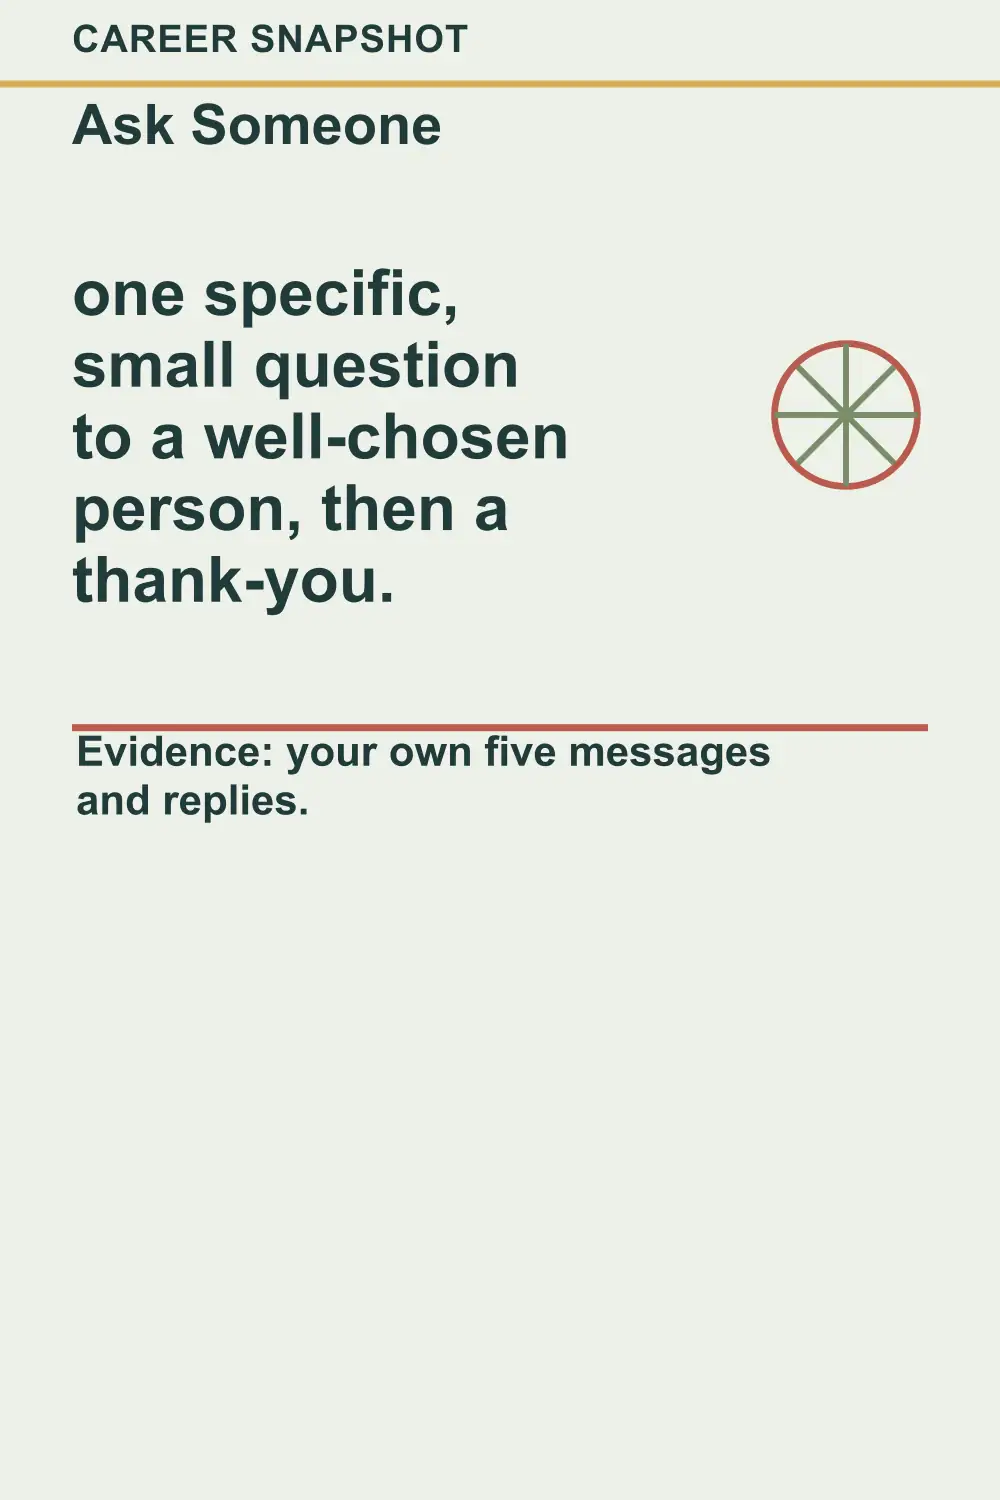 CAREER SNAPSHOT
Ask Someone
one specific,
small question
to a well-chosen
person, then a
thank-you.
Evidence: your own five messages
and replies.